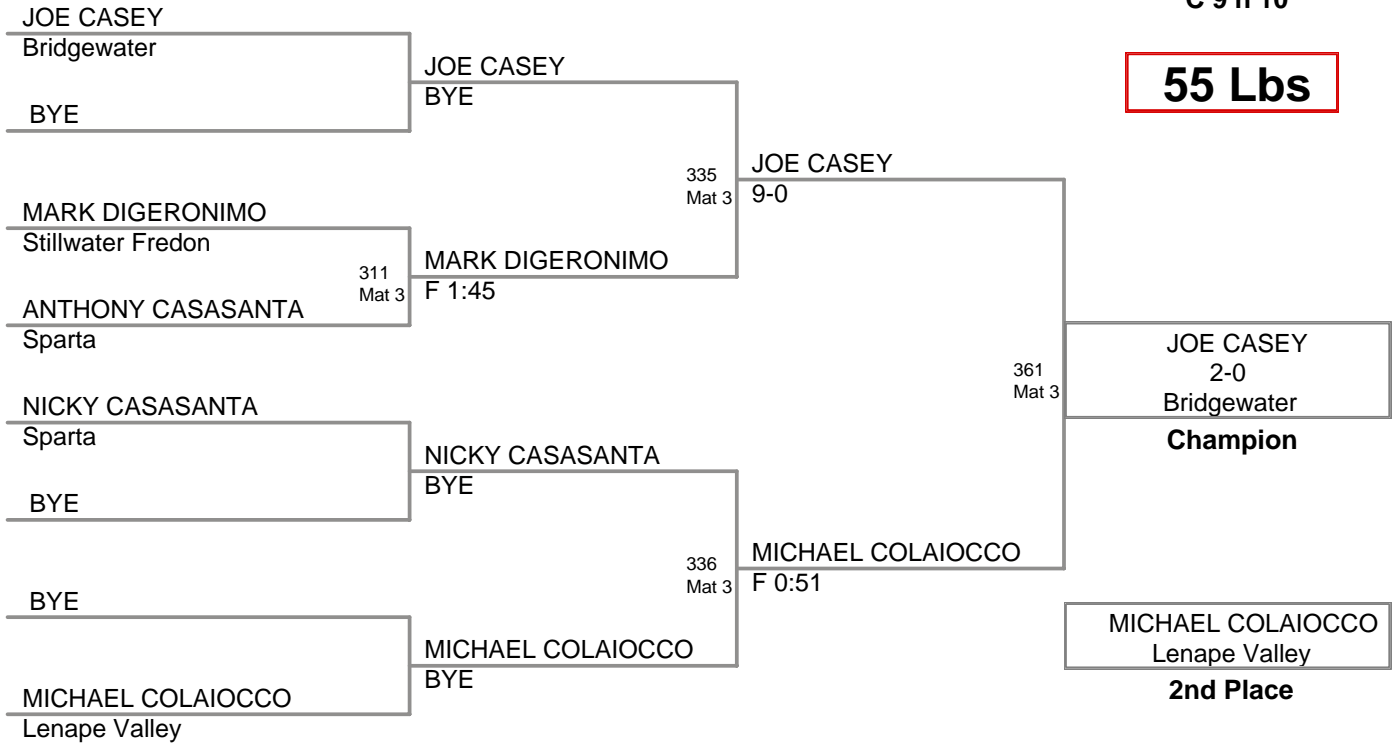 C 9 n 10
55 Lbs
JOE CASEY
Bridgewater
BYE
MARK DIGERONIMO
Stillwater Fredon
311
Mat 3
ANTHONY CASASANTA
Sparta
NICKY CASASANTA
Sparta
BYE
BYE
MICHAEL COLAIOCCO
Lenape Valley
JOE CASEY
BYE
335
Mat 3
MARK DIGERONIMO
F 1:45
NICKY CASASANTA
BYE
336
Mat 3
MICHAEL COLAIOCCO
BYE
JOE CASEY
9-0
361
Mat 3
MICHAEL COLAIOCCO
F 0:51
JOE CASEY
2-0
Bridgewater
Champion
MICHAEL COLAIOCCO
Lenape Valley
2nd Place